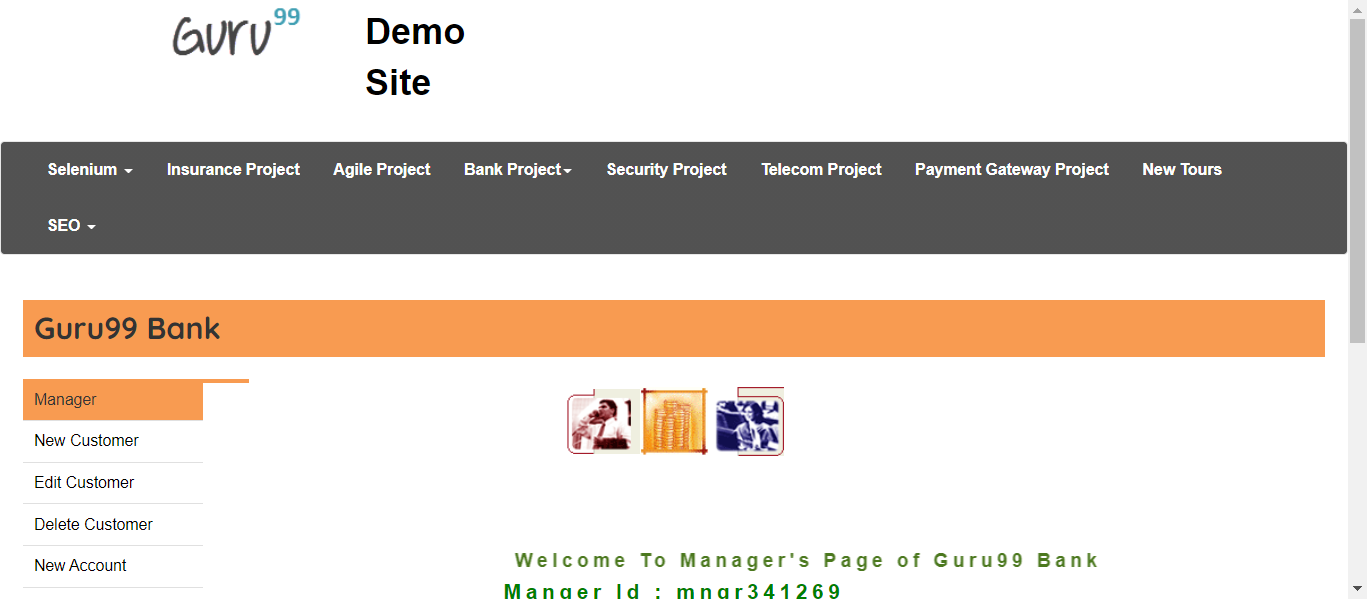 Guru99
Demo
Site
Selenium Insurance Project Agile Project Bank Project Security Project Telecom Project Payment Gateway Project New Tours
SEO
Guru99 Bank
Manager
New Customer
Edit Customer
Delete Customer
New Account
Welcome To Manager's Page of Guru99 Bank
Manger Id : mngr341269